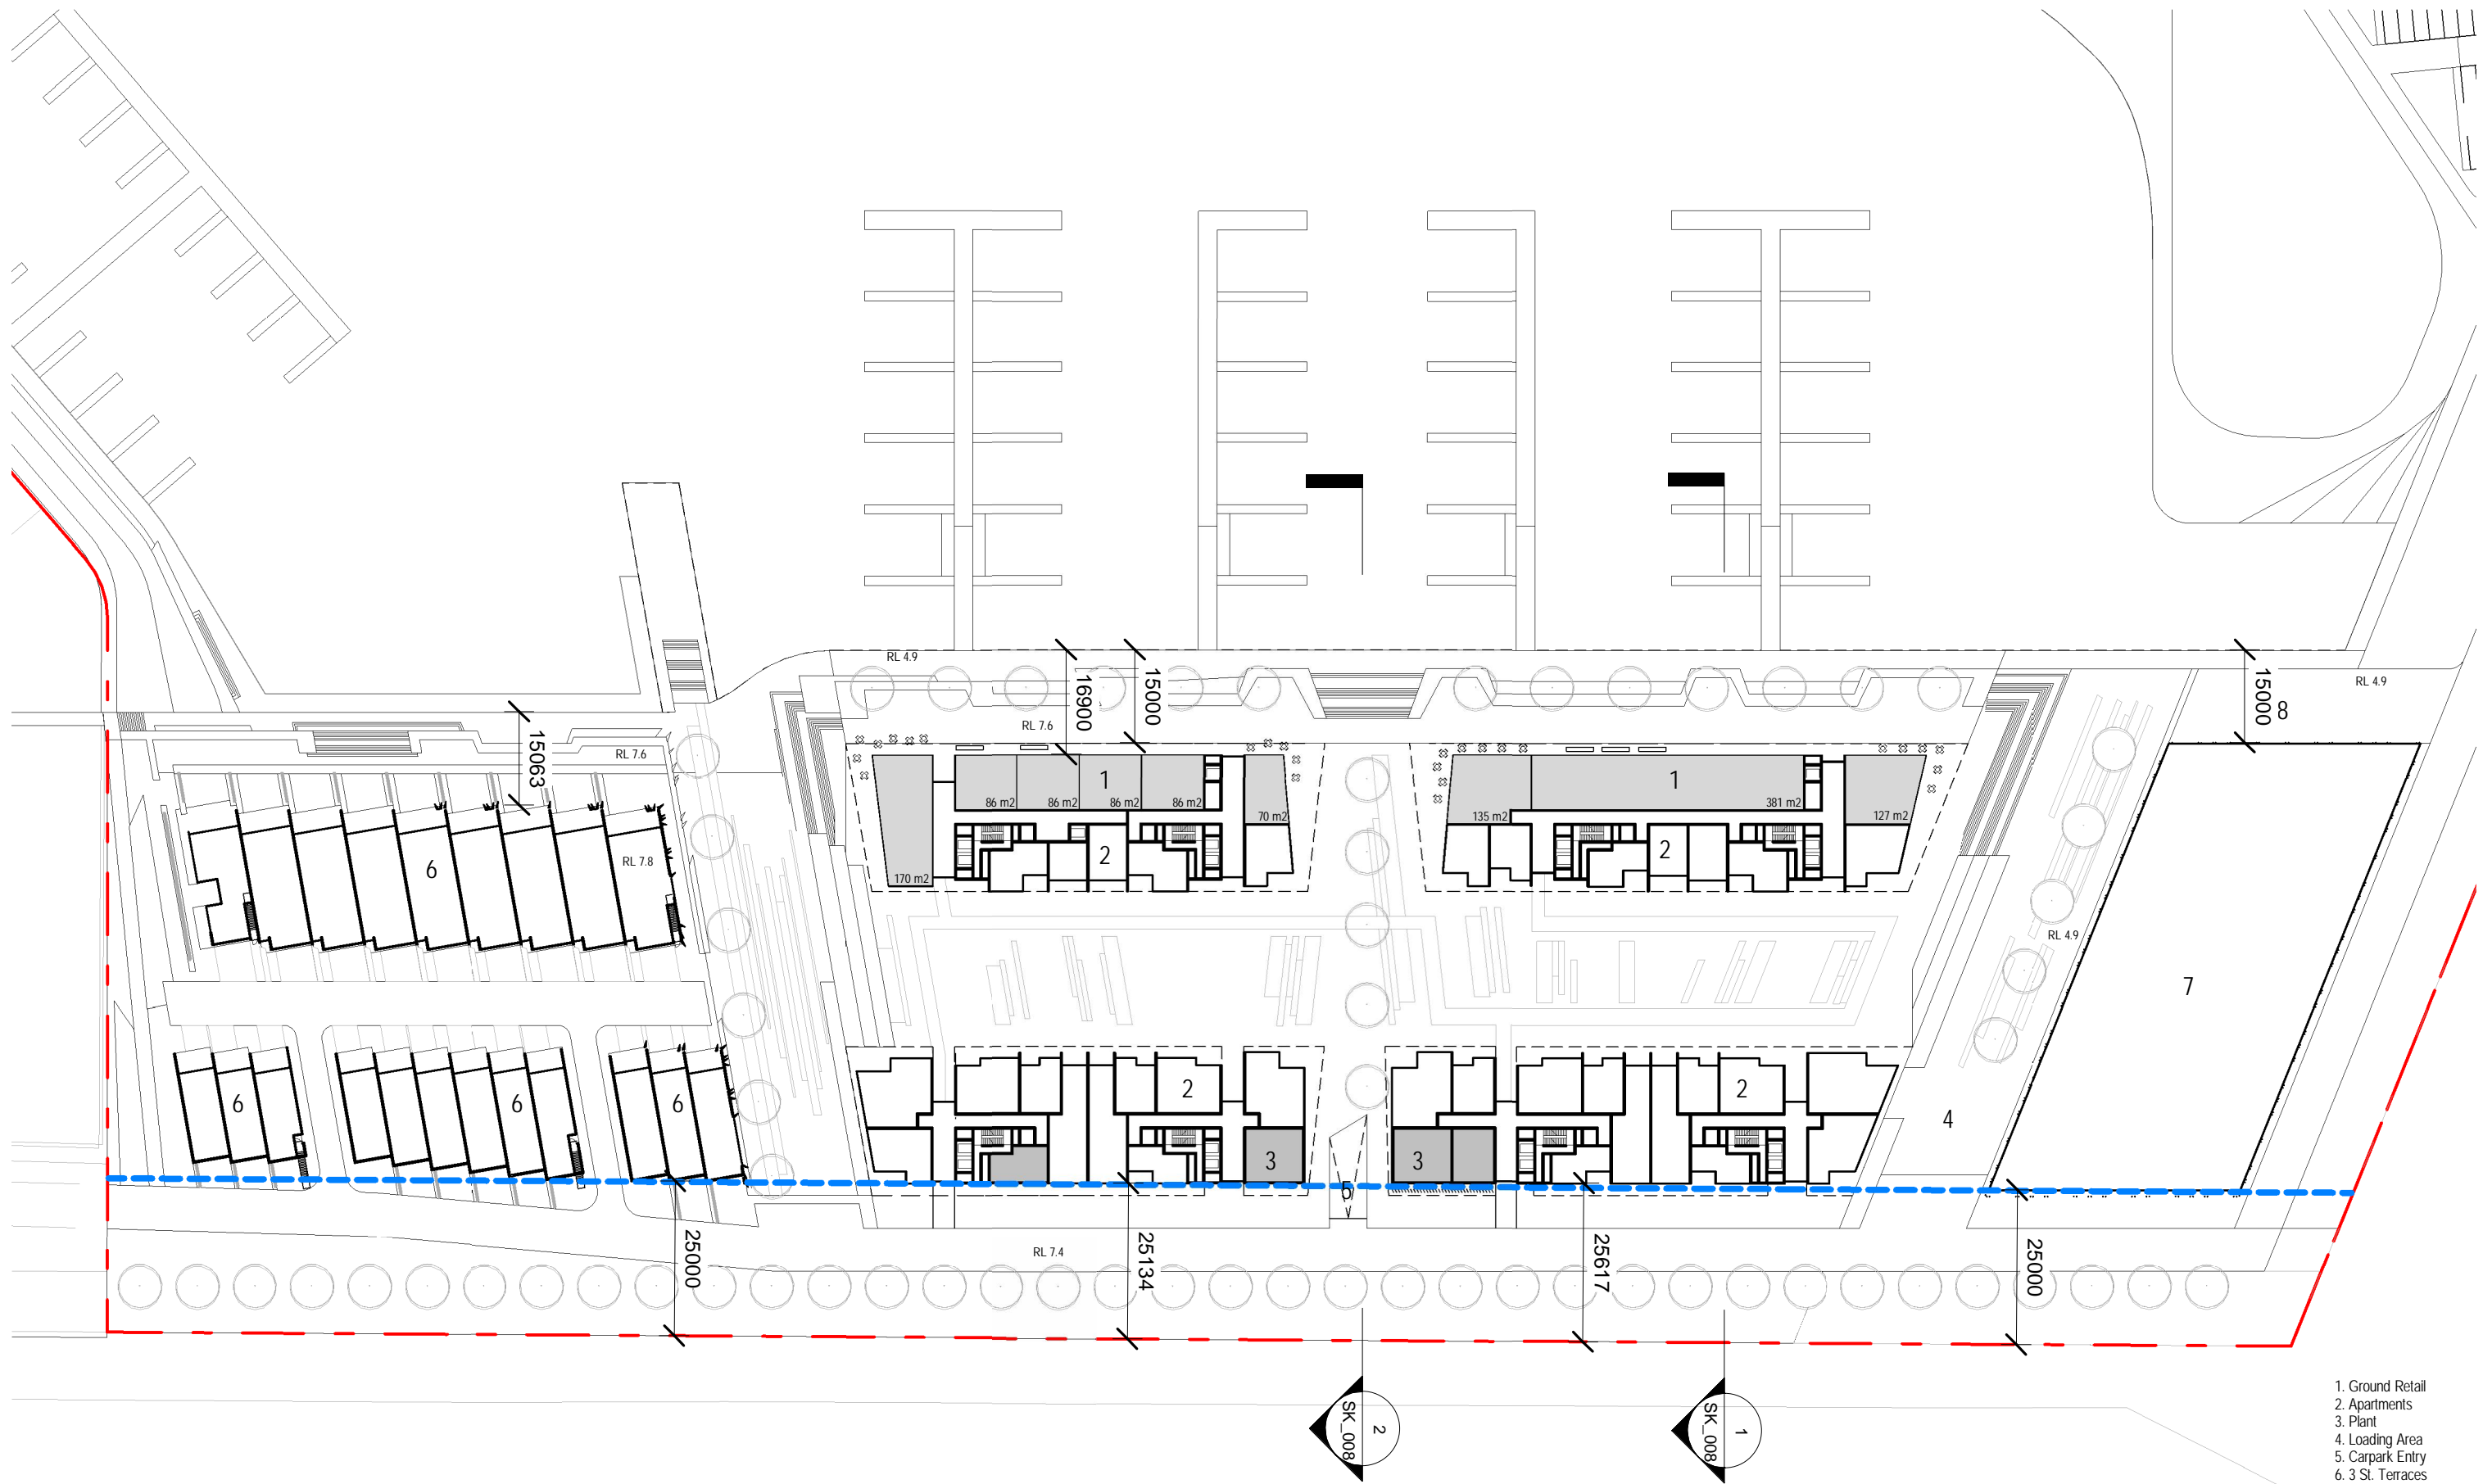 RL 4.9
15000
16900
15000
8
RL 4.9
RL 7.6
15063
RL 7.6
1
1
86 m2
86 m2
86 m2
86 m2
70 m2
135 m2
381 m2
127 m2
RL 7.8
6
2
2
170 m2
RL 4.9
7
6
6
6
2
2
4
3
3
5
25000
25134
25617
25000
RL 7.4
2
SK_008
1
SK_008
1. Ground Retail
2. Apartments
3. Plant
4. Loading Area
5. Carpark Entry
6. 3 St. Terraces